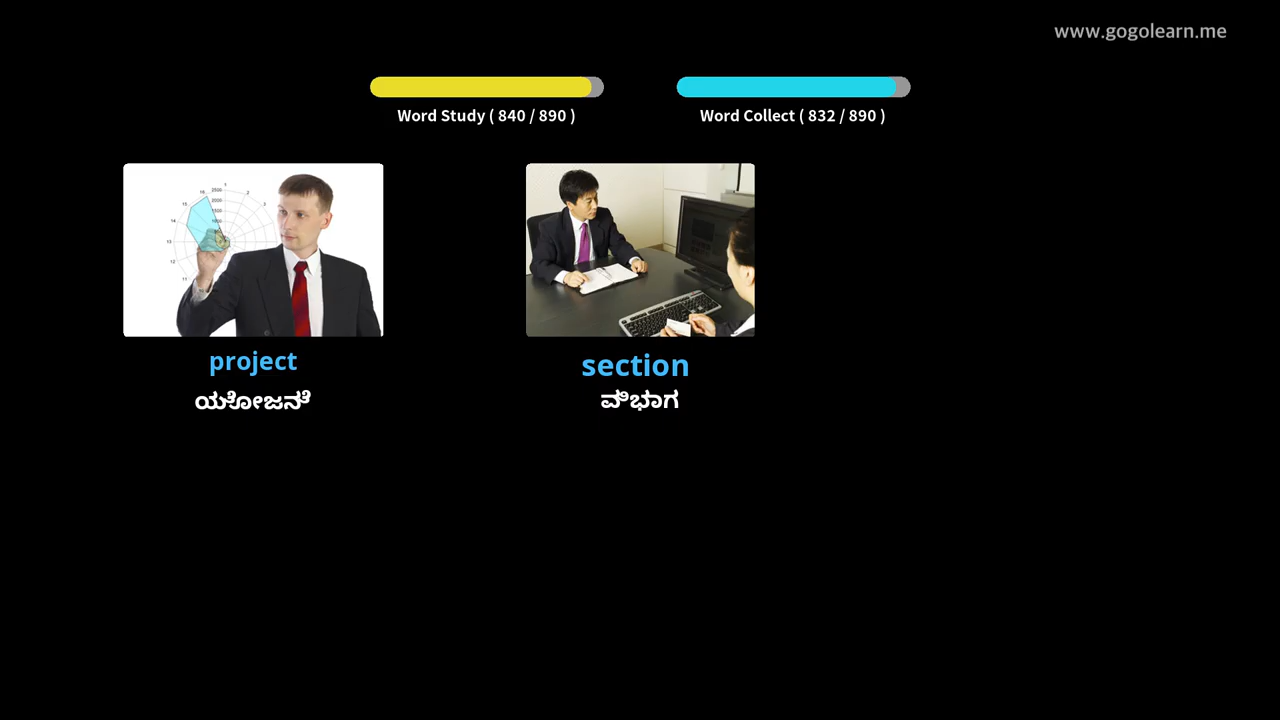 www.gogolearn.me
Word Study ( 840 / 890 )
Word Collect ( 832 / 890 )
project
ಯೋಜನೆ
section
ವಿಭಾಗ